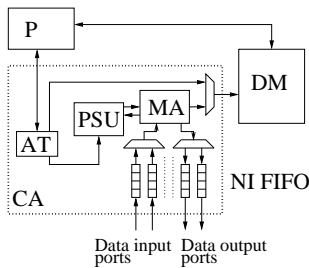 P
DM
MA
PSU
AT
NI FIFO
CA
Data input ports
Data output ports